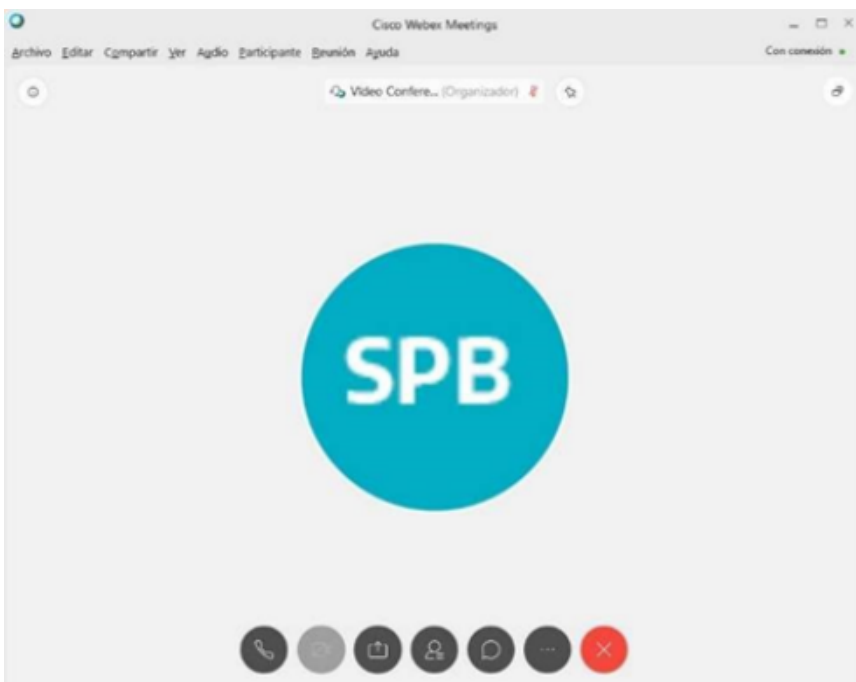 Cisco Webex Meetings
Archivo Editar Compartir Ver Audio Participante Reunión Ayuda Con conexión
Video Confere... (Organizador)
SPB